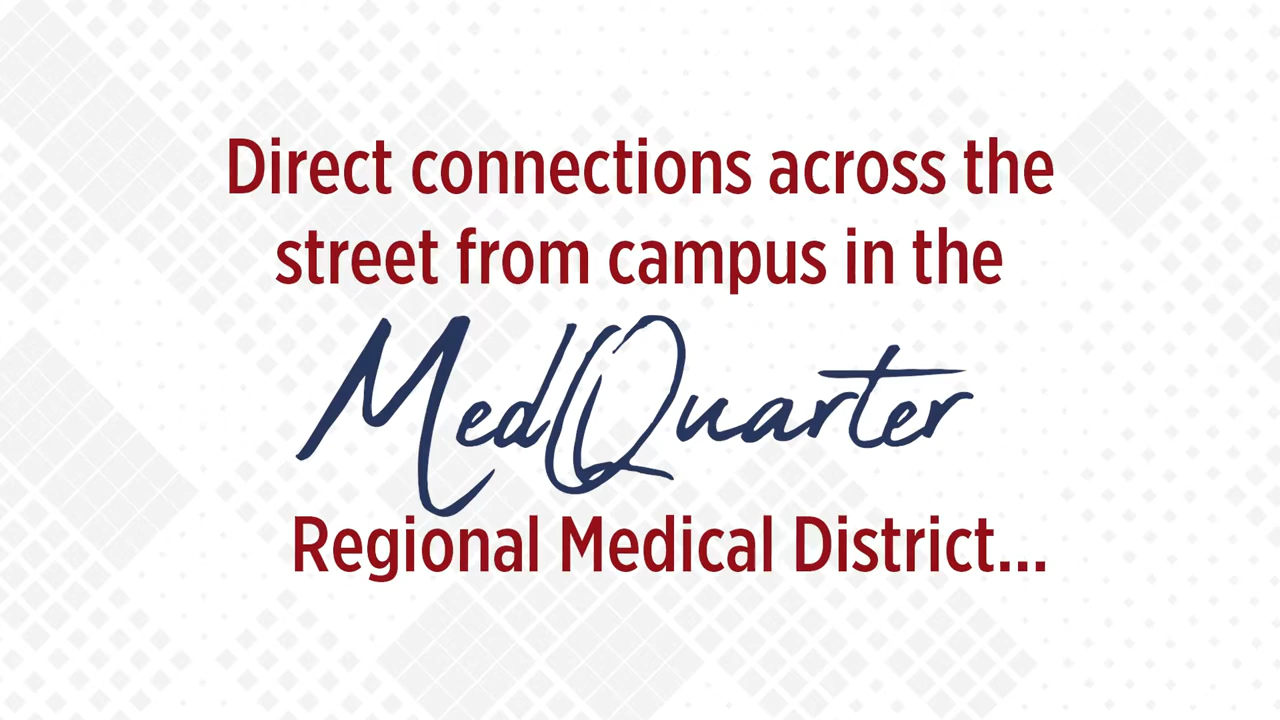 Direct connections across the
street from campus in the
MedQuarter
Regional Medical District...